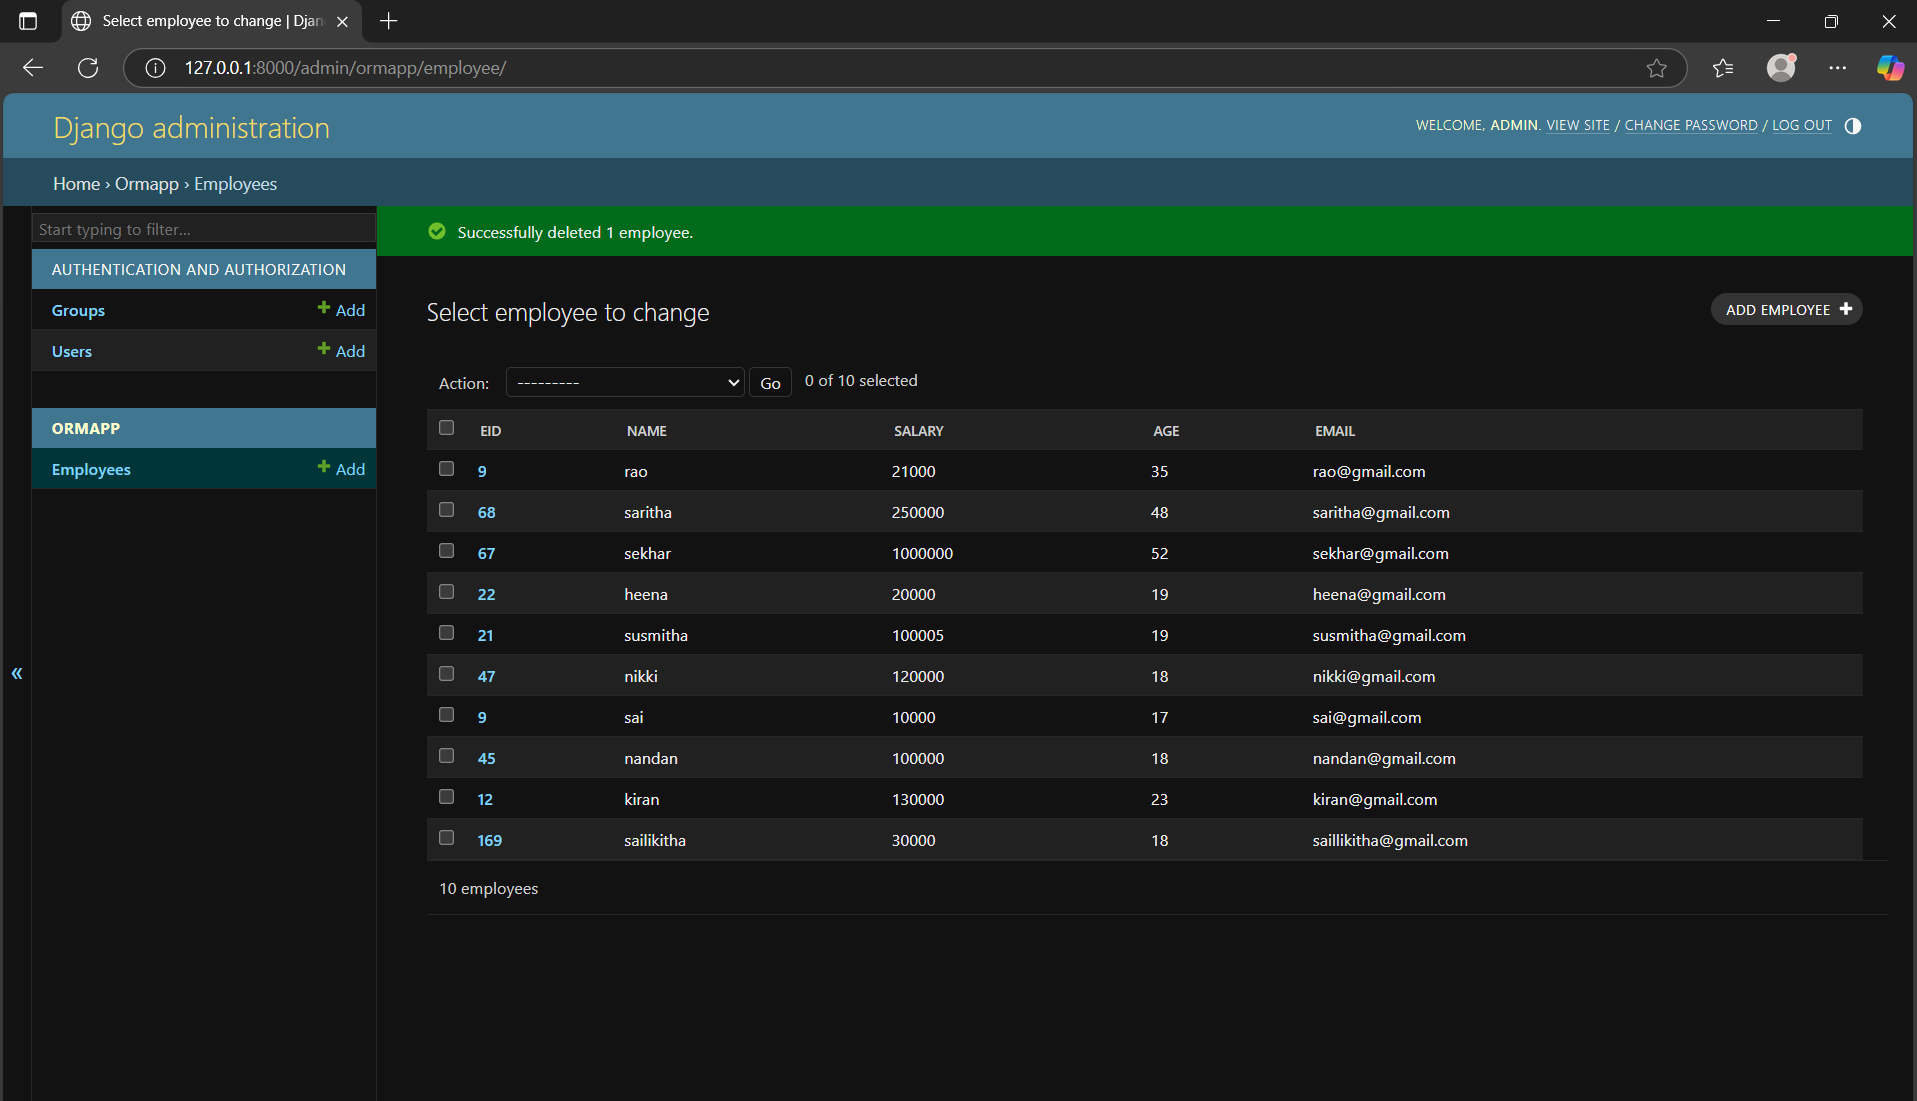 Select employee to change | Djan
127.0.0.1:8000/admin/ormapp/employee/
Django administration
WELCOME, ADMIN. VIEW SITE / CHANGE PASSWORD / LOG OUT
Home › Ormapp › Employees
Start typing to filter...
AUTHENTICATION AND AUTHORIZATION
Groups + Add
Users + Add
ORMAPP
Employees + Add
«
Successfully deleted 1 employee.
Select employee to change
ADD EMPLOYEE +
Action: --------- Go 0 of 10 selected
EID NAME SALARY AGE EMAIL
9 rao 21000 35 rao@gmail.com
68 saritha 250000 48 saritha@gmail.com
67 sekhar 1000000 52 sekhar@gmail.com
22 heena 20000 19 heena@gmail.com
21 susmitha 100005 19 susmitha@gmail.com
47 nikki 120000 18 nikki@gmail.com
9 sai 10000 17 sai@gmail.com
45 nandan 100000 18 nandan@gmail.com
12 kiran 130000 23 kiran@gmail.com
169 sailikitha 30000 18 saillikitha@gmail.com
10 employees